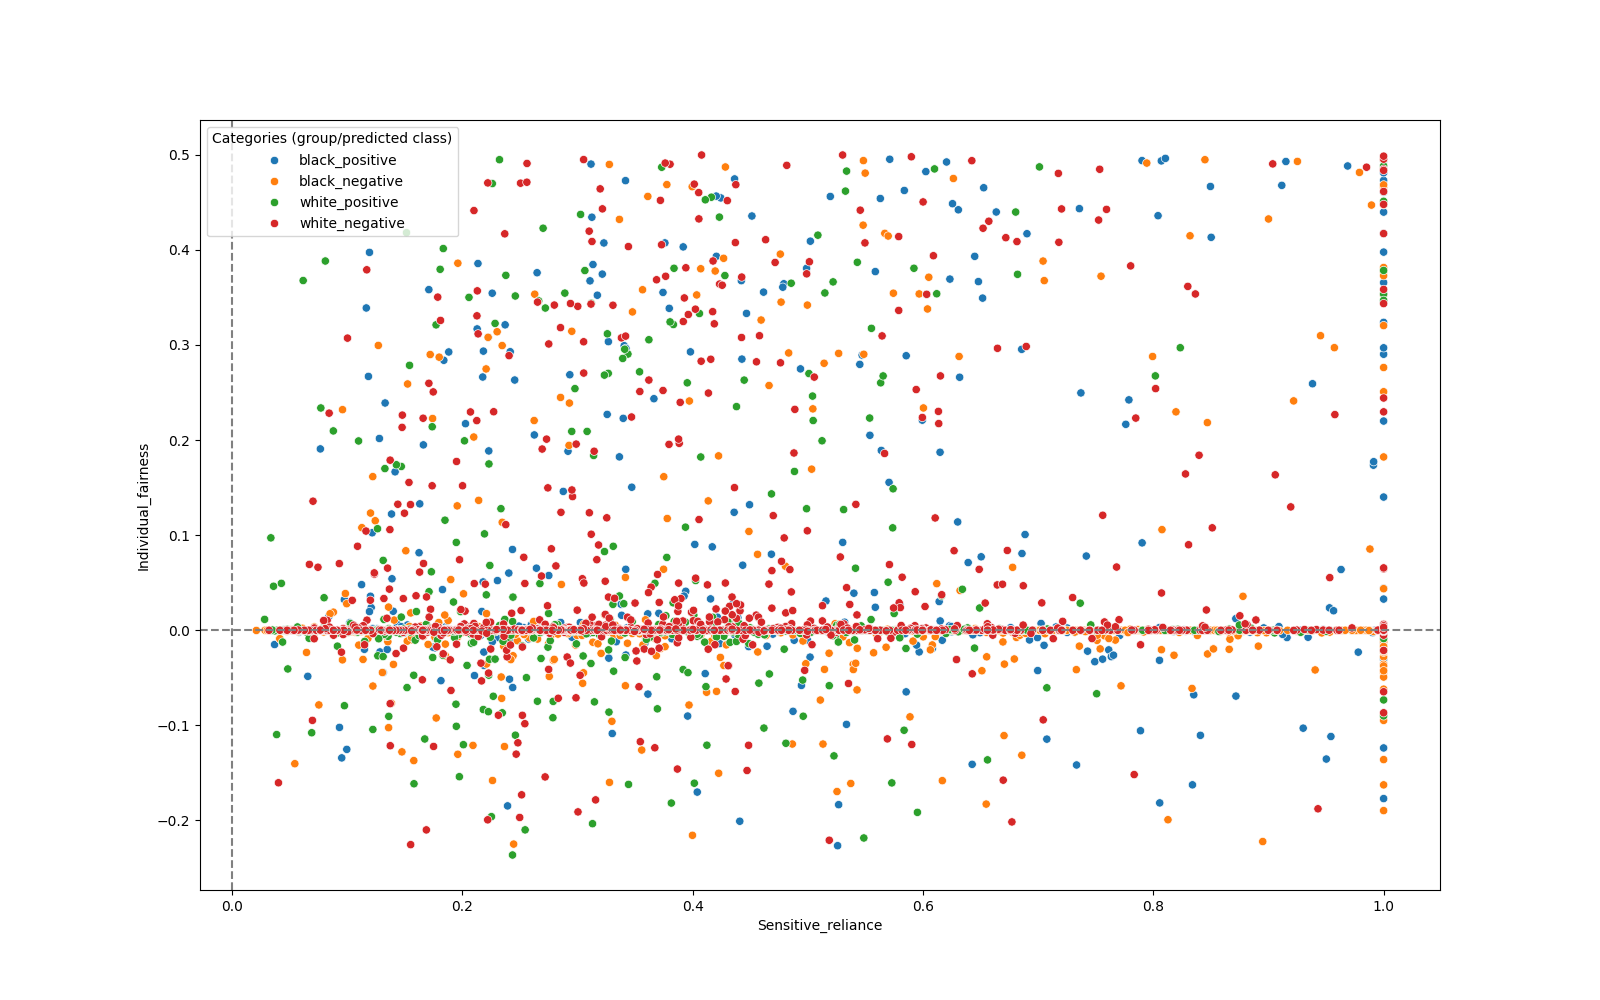 Categories (group/predicted class)
black_positive
black_negative
white_positive
white_negative
0.5
0.4
0.3
0.2
0.1
0.0
−0.1
−0.2
Individual_fairness
0.0
0.2
0.4
0.6
0.8
1.0
Sensitive_reliance